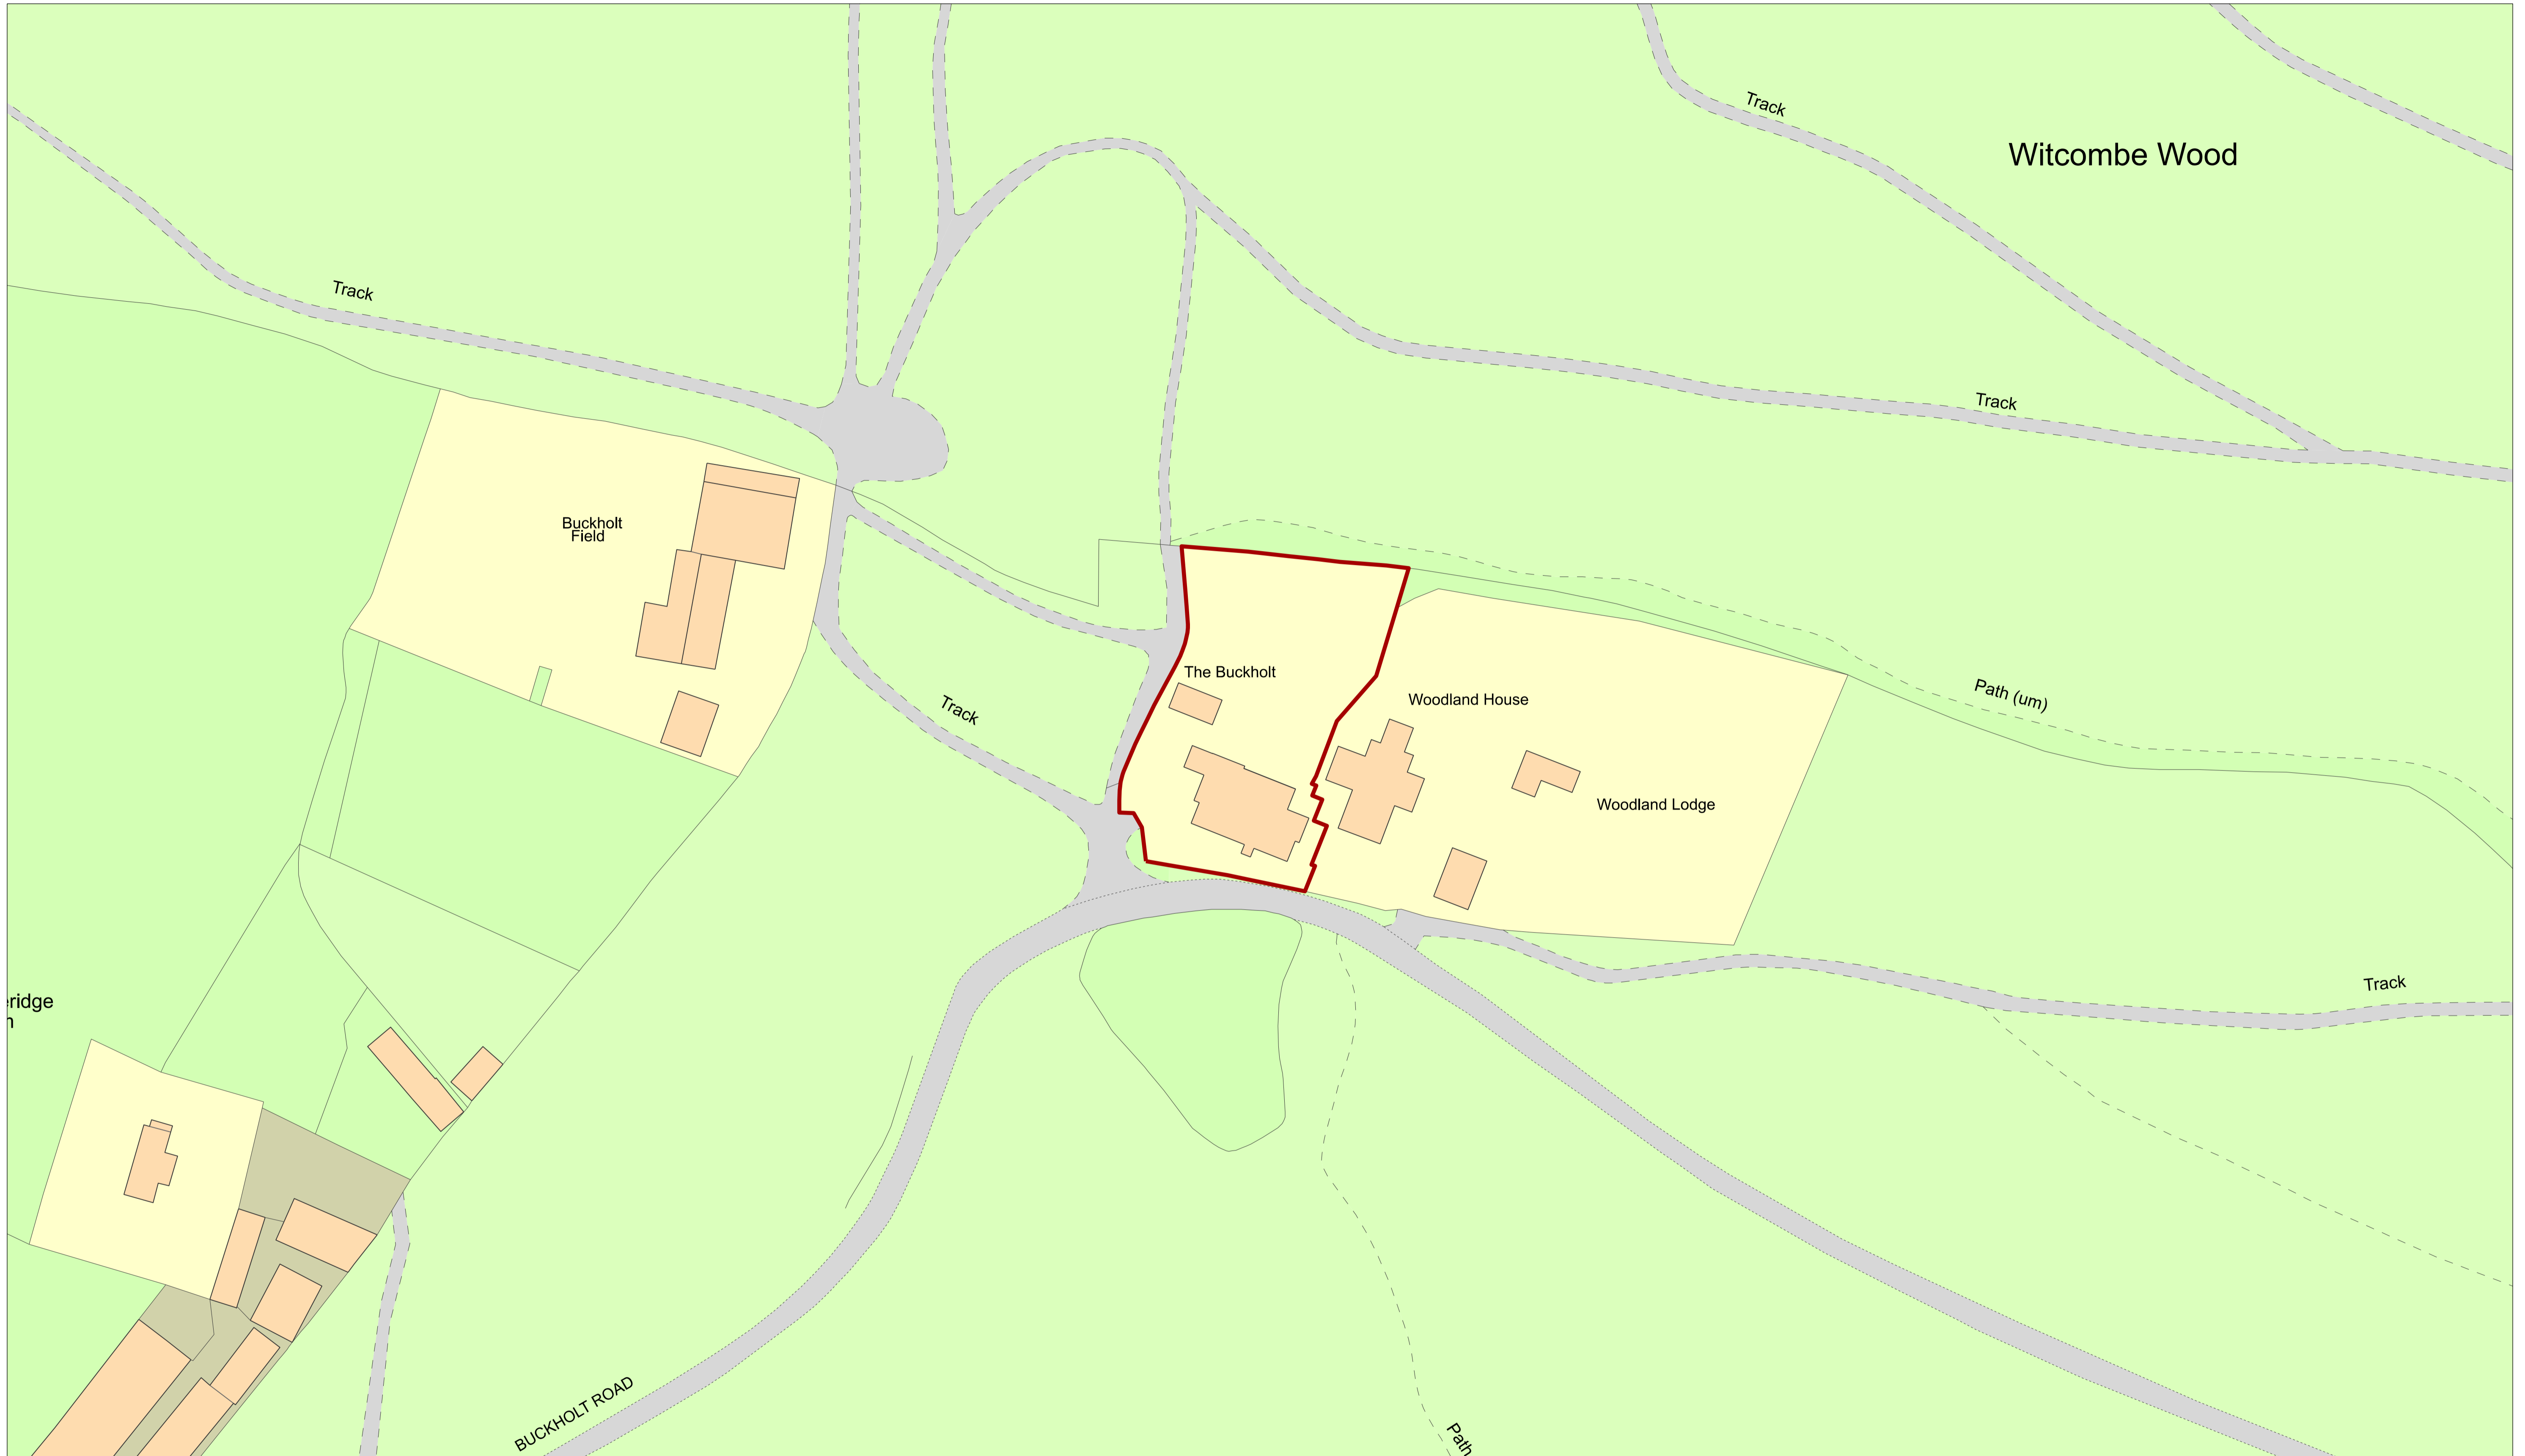 Track
Witcombe Wood
Track
Track
Buckholt
Field
The Buckholt
Woodland House
Path (um)
Track
Woodland Lodge
Track
eridge
BUCKHOLT ROAD
Path